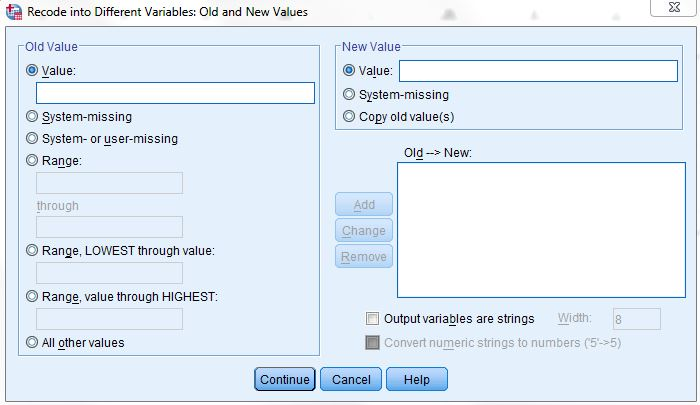 Recode into Different Variables: Old and New Values
Old Value
Value:
System-missing
System- or user-missing
Range:
through
Range, LOWEST through value:
Range, value through HIGHEST:
All other values
New Value
Value:
System-missing
Copy old value(s)
Old --> New:
Add
Change
Remove
Output variables are strings Width: 8
Convert numeric strings to numbers ('5'->5)
Continue Cancel Help